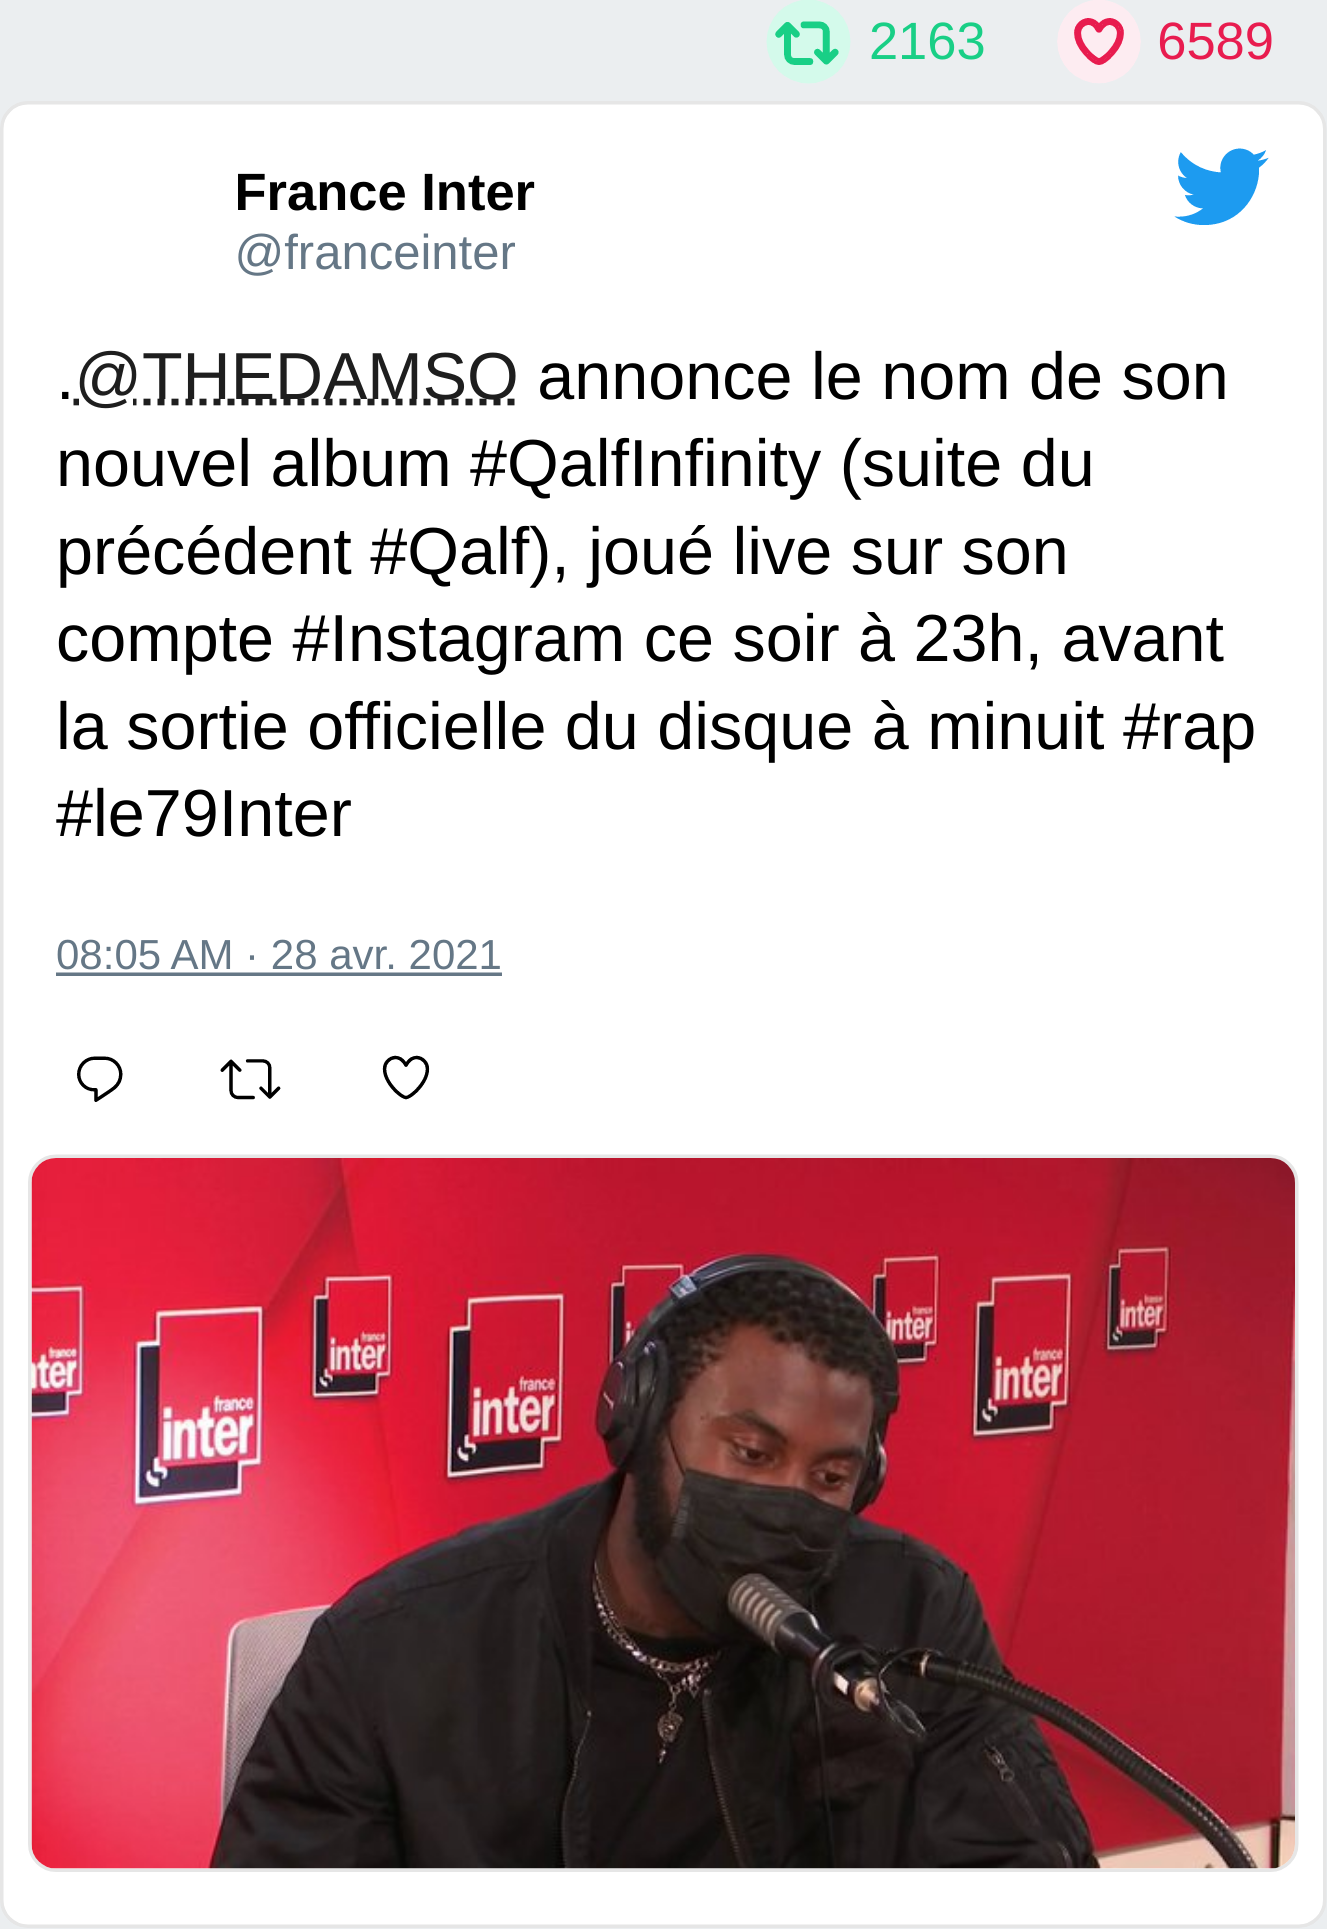 2163 6589
France Inter
@franceinter
.@THEDAMSO annonce le nom de son
nouvel album #QalfInfinity (suite du
précédent #Qalf), joué live sur son
compte #Instagram ce soir à 23h, avant
la sortie officielle du disque à minuit #rap
#le79Inter
08:05 AM · 28 avr. 2021
france
inter
france
inter
france
inter
inter
france
inter
france
inter